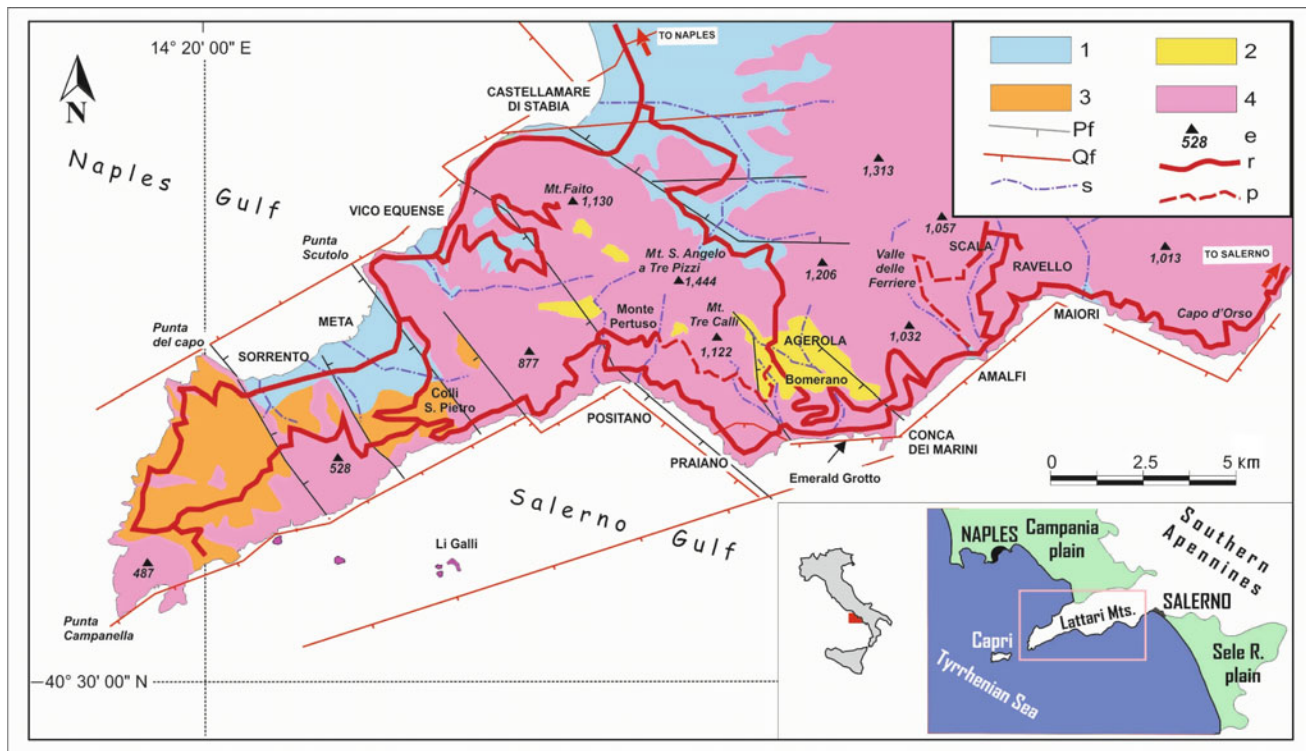 14° 20' 00" E
N
TO NAPLES
CASTELLAMARE
DI STABIA
Naples
Gulf
Mt.Faito
1,130
VICO EQUENSE
Punta
Scutolo
1,313
1,057
SCALA
Mt. S. Angelo
a Tre Pizzi
1,444
1,206
Valle
delle
Ferriere
RAVELLO
1,013
TO SALERNO
META
Punta
del capo
SORRENTO
877
Monte
Pertuso
Mt.
Tre Calli
1,122
AGEROLA
Bomerano
1,032
MAIORI
Capo d'Orso
AMALFI
Colli
S. Pietro
528
POSITANO
PRAIANO
CONCA
DEI MARINI
Emerald Grotto
Salerno
Gulf
Li Galli
487
Punta
Campanella
40° 30' 00" N
1
2
3
4
Pf
528
e
Qf
r
s
p
0 2.5 5 km
NAPLES
Campania
plain
Southern
Apennines
SALERNO
Lattari Mts.
Capri
Sele R.
plain
Tyrrhenian Sea